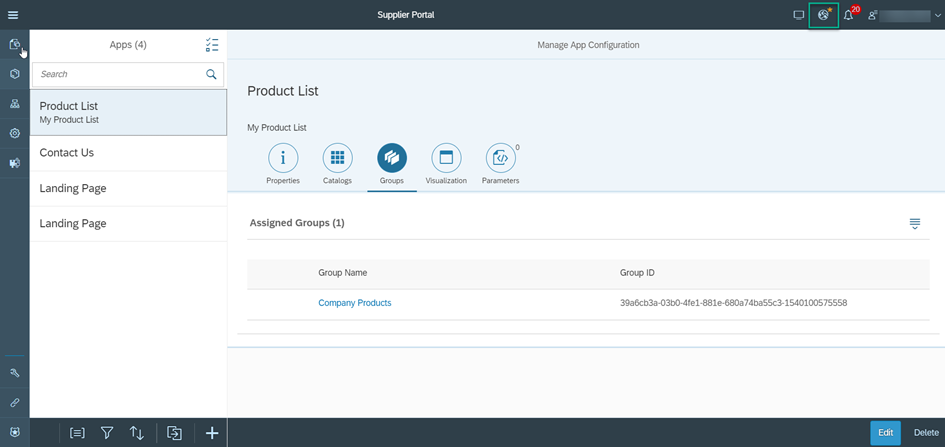 Supplier Portal
20
Apps (4)
Manage App Configuration
Search
Product List
My Product List
Contact Us
Landing Page
Landing Page
Product List
My Product List
0
Properties
Catalogs
Groups
Visualization
Parameters
Assigned Groups (1)
Group Name
Group ID
Company Products
39a6cb3a-03b0-4fe1-881e-680a74ba55c3-1540100575558
Edit
Delete